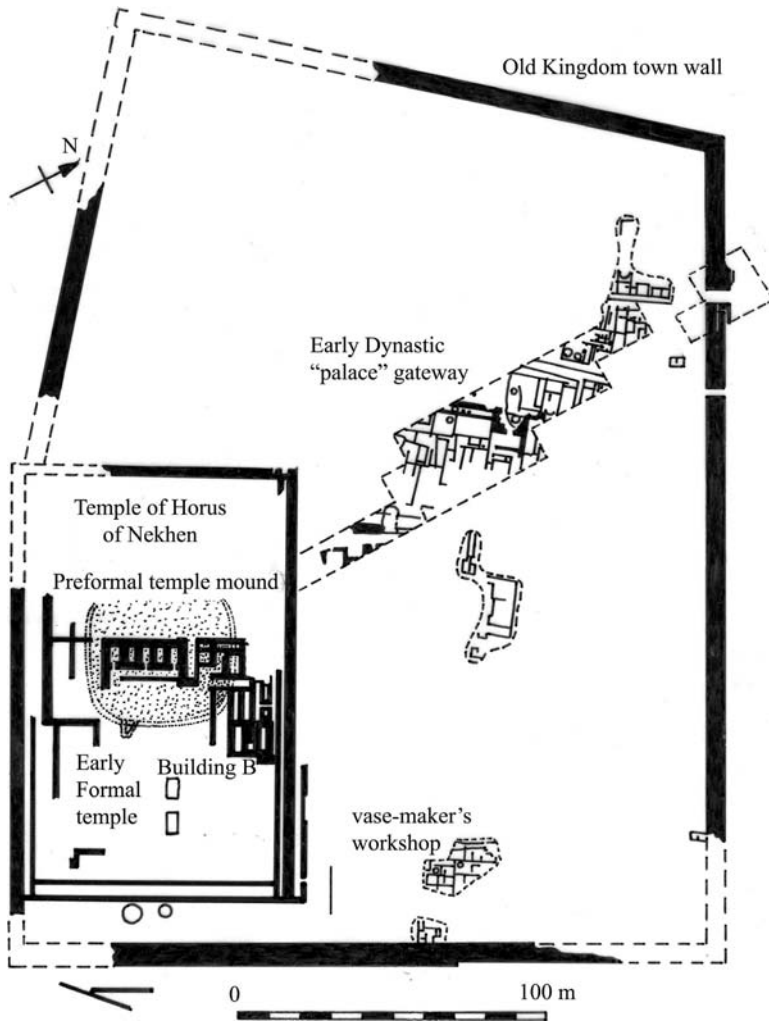 Old Kingdom town wall
N
Early Dynastic
“palace” gateway
Temple of Horus
of Nekhen
Preformal temple mound
Early
Formal
temple
Building B
vase-maker’s
workshop
0
100 m